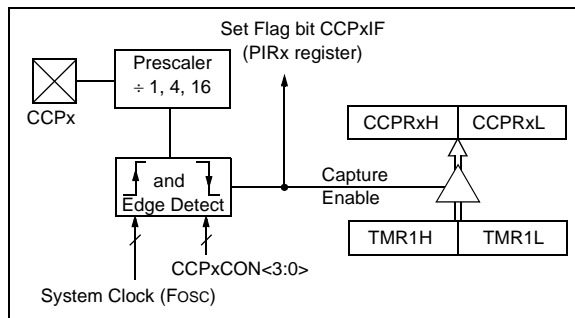 Set Flag bit CCPxIF
(PIRx register)
Prescaler
÷ 1, 4, 16
CCPx
CCPRxH
CCPRxL
and
Edge Detect
Capture
Enable
TMR1H
TMR1L
CCPxCON<3:0>
System Clock (FOSC)